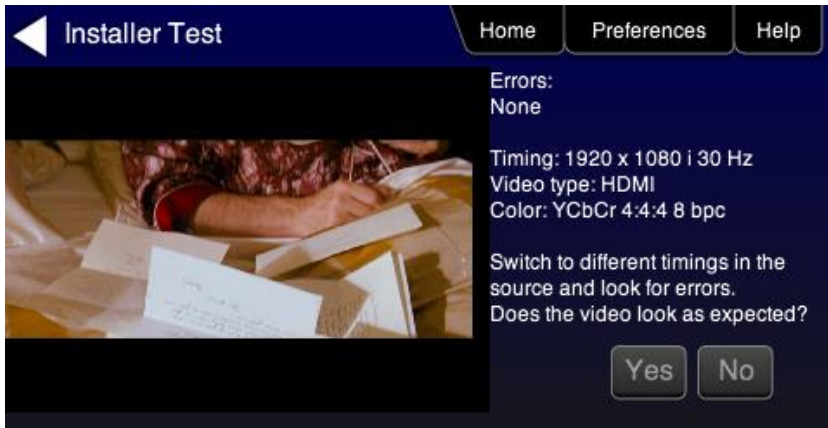 Installer Test
Home
Preferences
Help
Errors:
None
Timing: 1920 x 1080 i 30 Hz
Video type: HDMI
Color: YCbCr 4:4:4 8 bpc
Switch to different timings in the
source and look for errors.
Does the video look as expected?
Yes
No